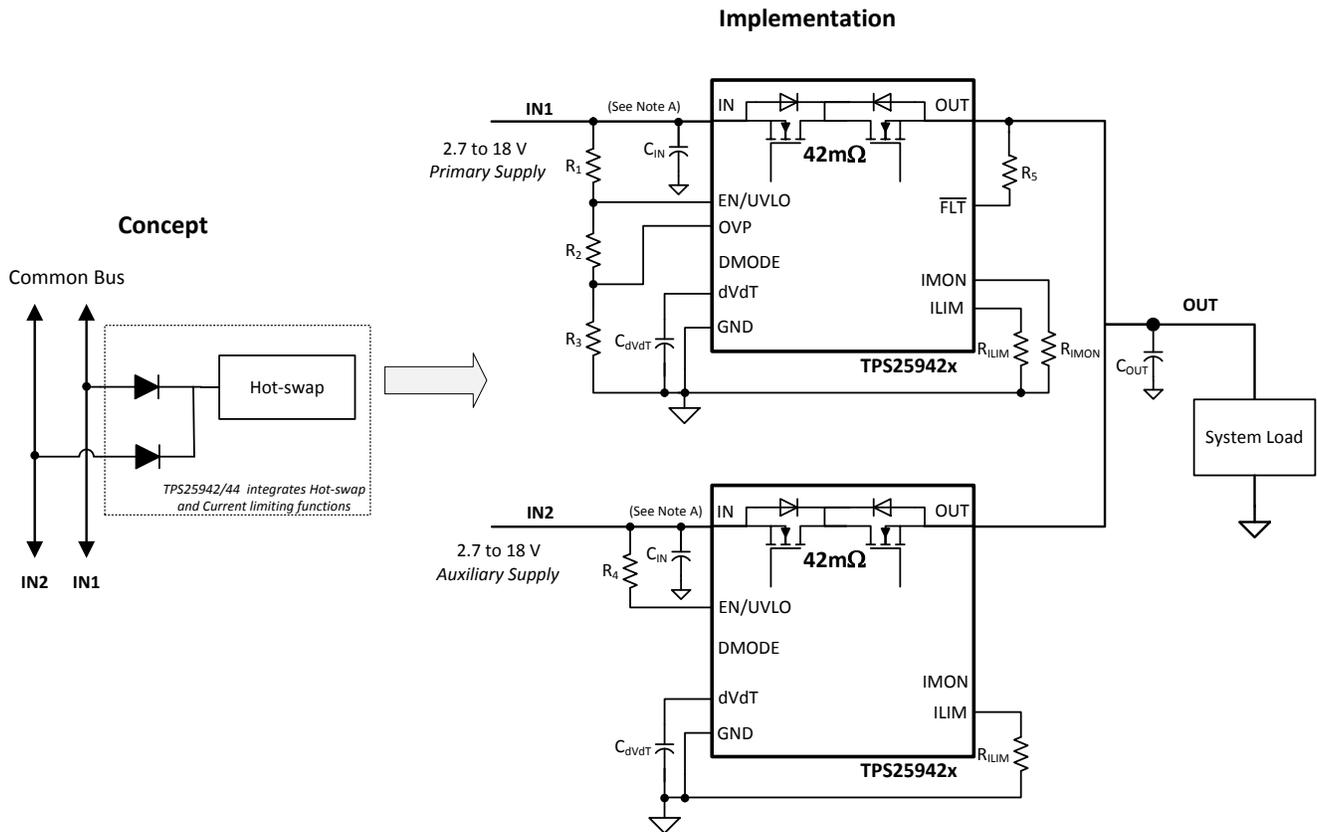 Implementation
Concept
Common Bus
Hot-swap
TPS25942/44 integrates Hot-swap
and Current limiting functions
IN2
IN1
IN1
(See Note A)
2.7 to 18 V
Primary Supply
R1
R2
R3
CIN
CdVdT
IN
OUT
42mΩ
EN/UVLO
OVP
DMODE
dVdT
GND
FLT
IMON
ILIM
TPS25942x
R5
RILIM
RIMON
OUT
COUT
System Load
IN2
(See Note A)
2.7 to 18 V
Auxiliary Supply
R4
CIN
CdVdT
IN
OUT
42mΩ
EN/UVLO
DMODE
dVdT
GND
IMON
ILIM
TPS25942x
RILIM